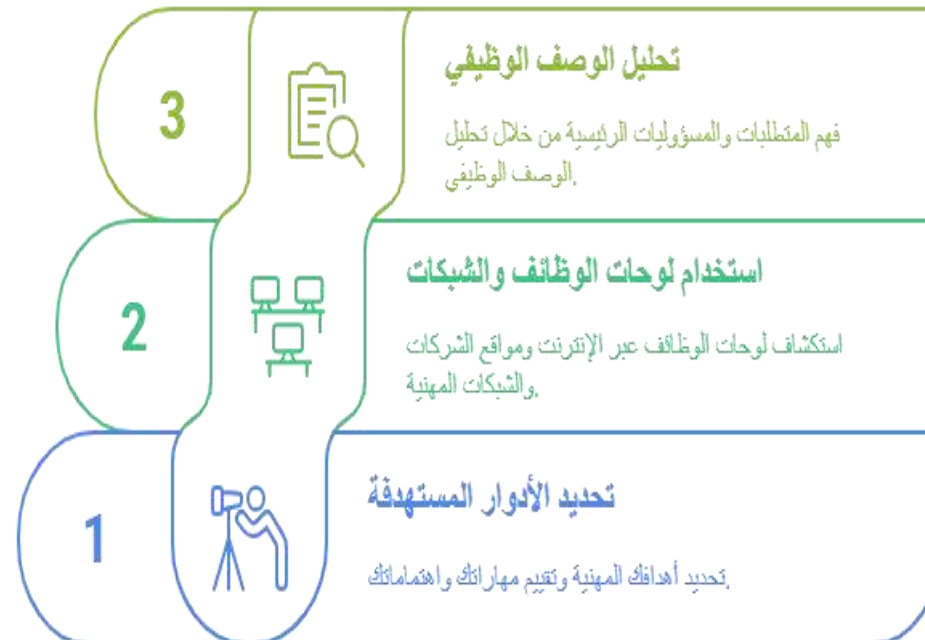 3
تحليل الوصف الوظيفي
فهم المتطلبات والمسؤوليات الرئيسية من خلال تحليل
الوصف الوظيفي.
2
استخدام لوحات الوظائف والشبكات
استكشاف لوحات الوظائف عبر الإنترنت ومواقع الشركات
والشبكات المهنية.
1
تحديد الأدوار المستهدفة
تحديد أهدافك المهنية وتقييم مهاراتك واهتماماتك.